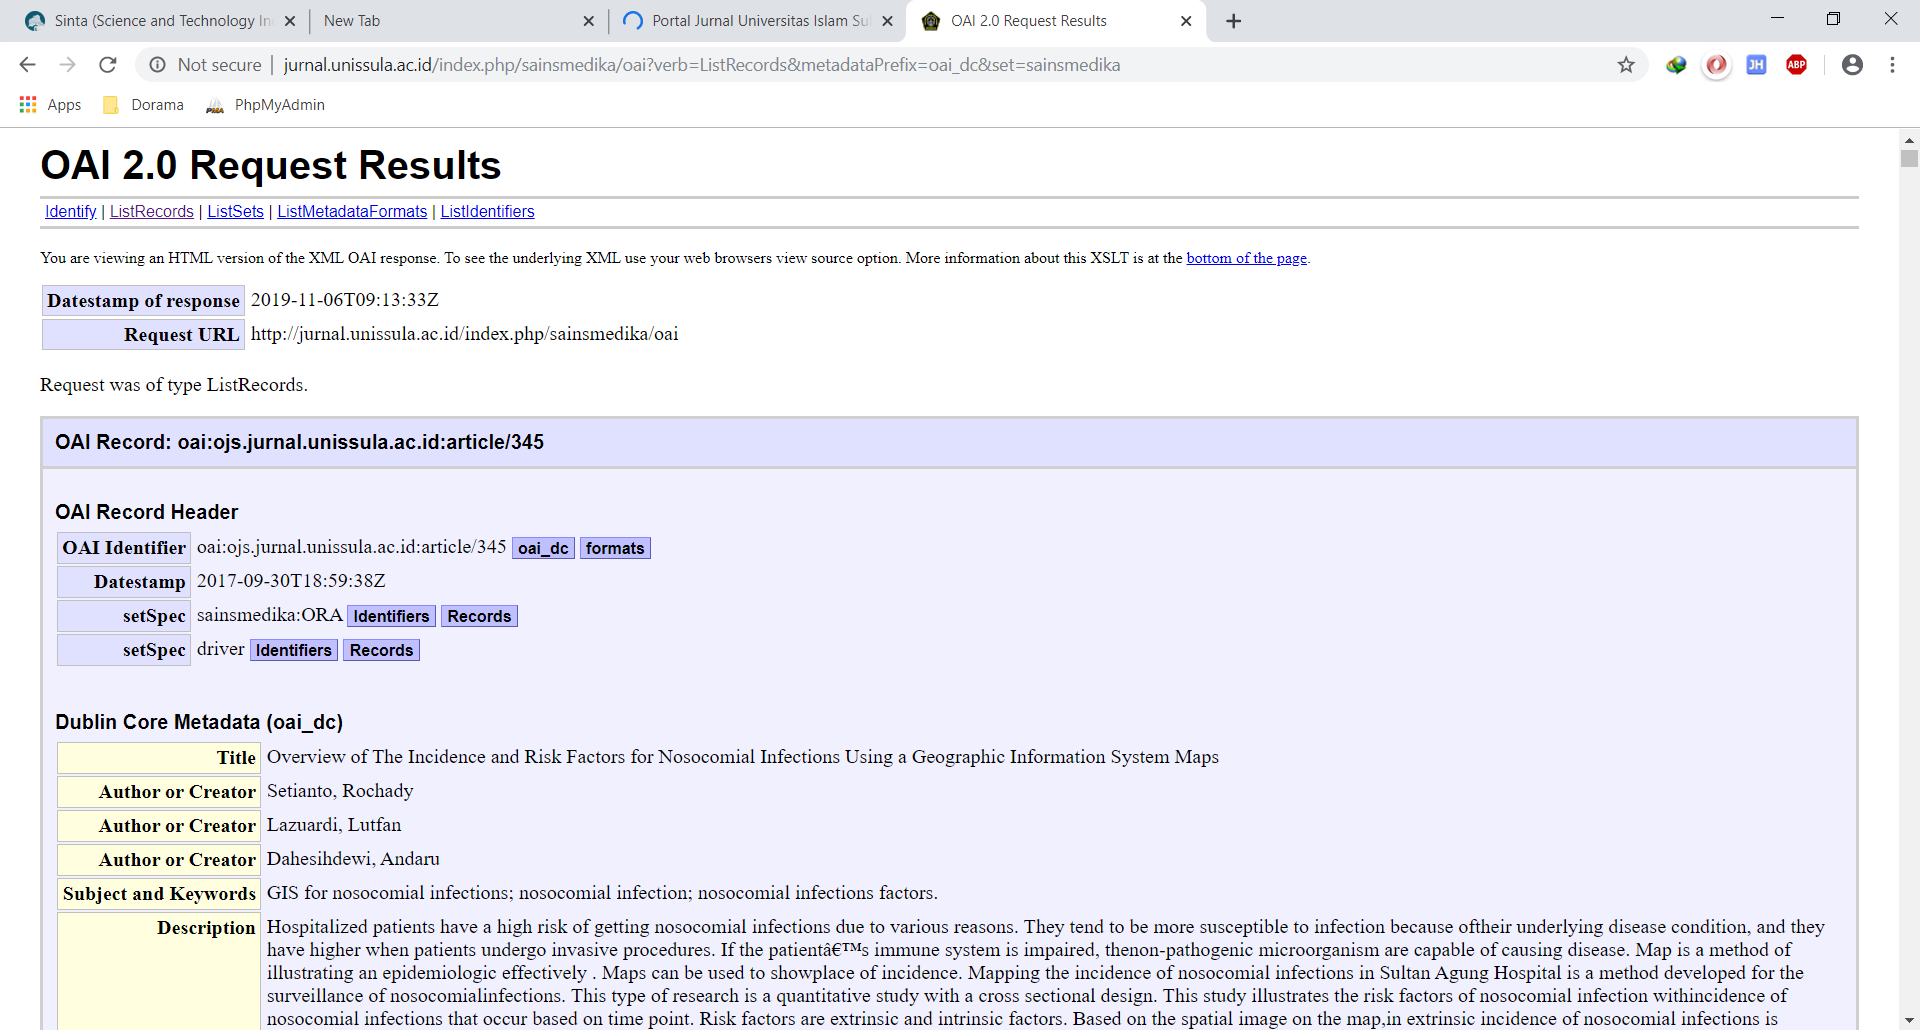 Sinta (Science and Technology In
New Tab
Portal Jurnal Universitas Islam Su
OAI 2.0 Request Results
Not secure | jurnal.unissula.ac.id/index.php/sainsmedika/oai?verb=ListRecords&metadataPrefix=oai_dc&set=sainsmedika
JH
ABP
Apps
Dorama
PMA
PhpMyAdmin
OAI 2.0 Request Results
Identify | ListRecords | ListSets | ListMetadataFormats | ListIdentifiers
You are viewing an HTML version of the XML OAI response. To see the underlying XML use your web browsers view source option. More information about this XSLT is at the bottom of the page.
Datestamp of response 2019-11-06T09:13:33Z
Request URL http://jurnal.unissula.ac.id/index.php/sainsmedika/oai
Request was of type ListRecords.
OAI Record: oai:ojs.jurnal.unissula.ac.id:article/345
OAI Record Header
OAI Identifier oai:ojs.jurnal.unissula.ac.id:article/345 oai_dc formats
Datestamp 2017-09-30T18:59:38Z
setSpec sainsmedika:ORA Identifiers Records
setSpec driver Identifiers Records
Dublin Core Metadata (oai_dc)
Title Overview of The Incidence and Risk Factors for Nosocomial Infections Using a Geographic Information System Maps
Author or Creator Setianto, Rochady
Author or Creator Lazuardi, Lutfan
Author or Creator Dahesihdewi, Andaru
Subject and Keywords GIS for nosocomial infections; nosocomial infection; nosocomial infections factors.
Description Hospitalized patients have a high risk of getting nosocomial infections due to various reasons. They tend to be more susceptible to infection because oftheir underlying disease condition, and they
have higher when patients undergo invasive procedures. If the patientâ€™s immune system is impaired, thenon-pathogenic microorganism are capable of causing disease. Map is a method of
illustrating an epidemiologic effectively . Maps can be used to showplace of incidence. Mapping the incidence of nosocomial infections in Sultan Agung Hospital is a method developed for the
surveillance of nosocomialinfections. This type of research is a quantitative study with a cross sectional design. This study illustrates the risk factors of nosocomial infection withincidence of
nosocomial infections that occur based on time point. Risk factors are extrinsic and intrinsic factors. Based on the spatial image on the map,in extrinsic incidence of nosocomial infections is